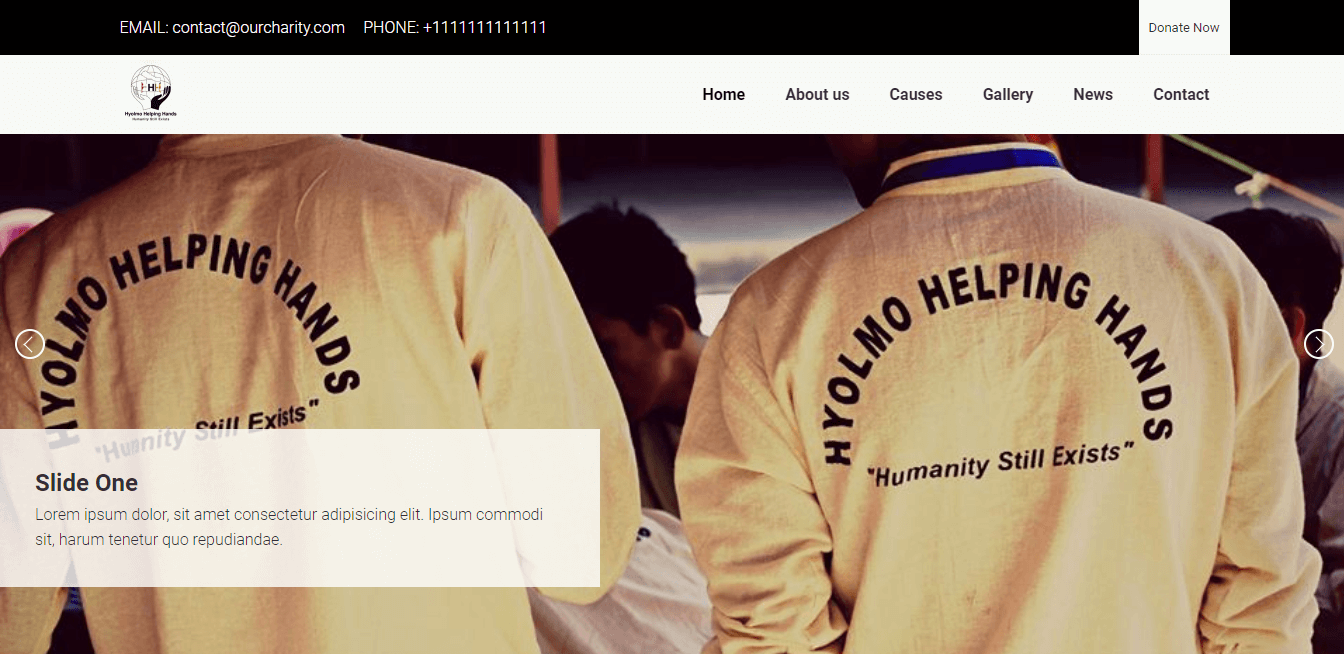 EMAIL: contact@ourcharity.com PHONE: +1111111111111
Donate Now
HHH
Hyolmo Helping Hands
Humanity Still Exists
Home About us Causes Gallery News Contact
HYOLMO HELPING HANDS
"Humanity Still Exists"
HYOLMO HELPING HANDS
"Humanity Still Exists"
Slide One
Lorem ipsum dolor, sit amet consectetur adipisicing elit. Ipsum commodi
sit, harum tenetur quo repudiandae.